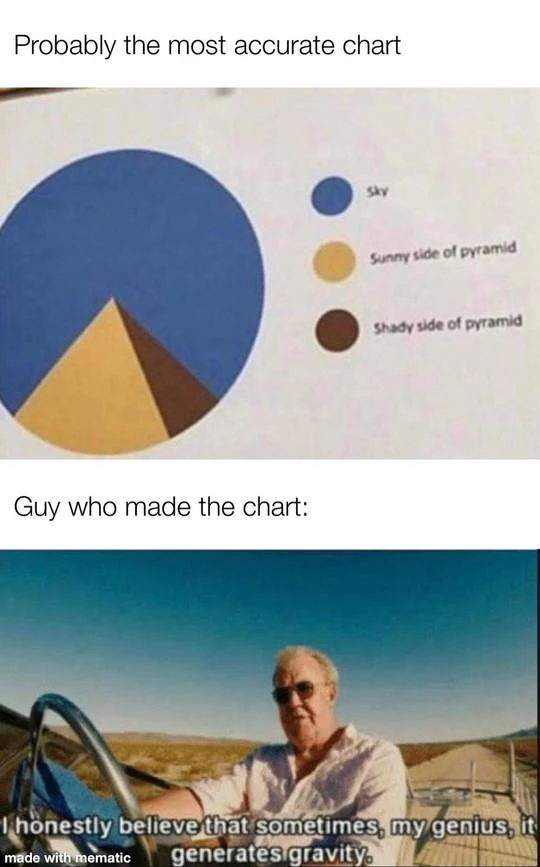 Probably the most accurate chart
Sky
Sunny side of pyramid
Shady side of pyramid
Guy who made the chart:
I honestly believe that sometimes, my genius, it
generates gravity.
made with mematic